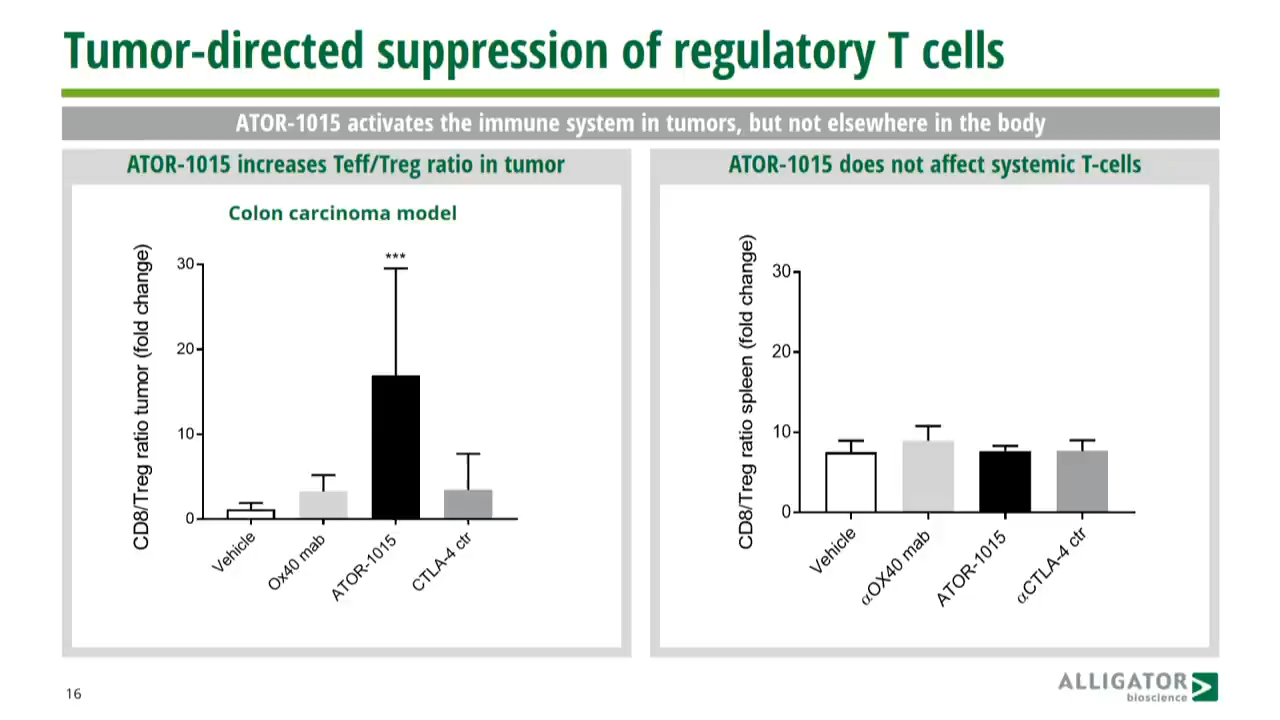 Tumor-directed suppression of regulatory T cells
ATOR-1015 activates the immune system in tumors, but not elsewhere in the body
ATOR-1015 increases Teff/Treg ratio in tumor
Colon carcinoma model
CD8/Treg ratio tumor (fold change)
30
20
10
0
***
Vehicle
Ox40 mab
ATOR-1015
CTLA-4 ctr
ATOR-1015 does not affect systemic T-cells
CD8/Treg ratio spleen (fold change)
30
20
10
0
Vehicle
αOX40 mab
ATOR-1015
αCTLA-4 ctr
16
ALLIGATOR
bioscience